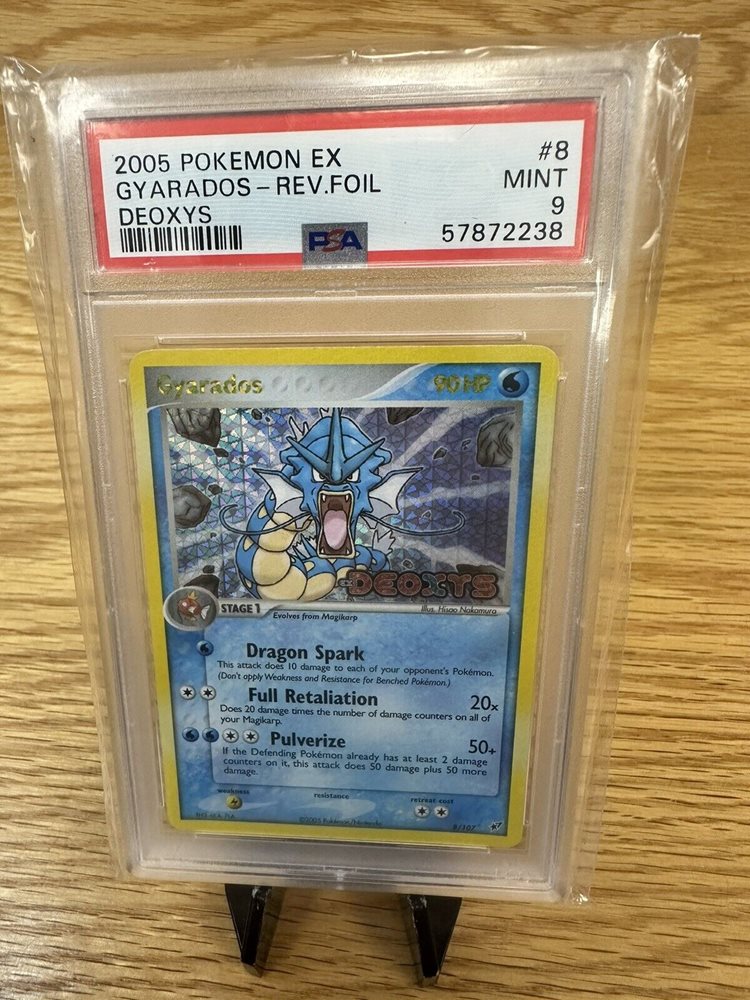 2005 POKEMON EX #8
GYARADOS - REV.FOIL MINT
DEOXYS 9
PSA 57872238
Gyarados 90 HP
DEOXYS
STAGE 1 Illus. Hisao Nakamura
Evolves from Magikarp
Dragon Spark
This attack does 10 damage to each of your opponent's Pokémon.
(Don't apply Weakness and Resistance for Benched Pokémon.)
Full Retaliation 20x
Does 20 damage times the number of damage counters on all of
your Magikarp.
Pulverize 50+
If the Defending Pokémon already has at least 2 damage
counters on it, this attack does 50 damage plus 50 more
damage.
weakness resistance retreat cost
©2005 Pokémon/Nintendo 8/107